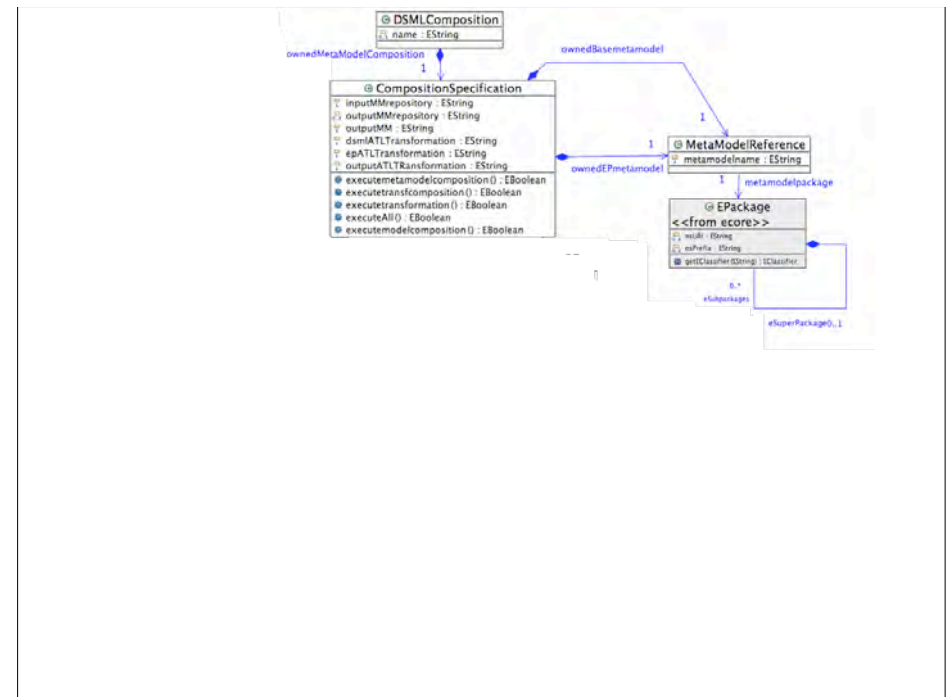 DSMLComposition
name : EString
ownedMetaModelComposition
1
ownedBasemetamodel
CompositionSpecification
inputMMrepository : EString
outputMMrepository : EString
outputMM : EString
dsmlATLTransformation : EString
epATLTransformation : EString
outputATLTRansformation : EString
executemetamodelcomposition() : EBoolean
executetransfcomposition() : EBoolean
executetransformation() : EBoolean
executeAll() : EBoolean
executemodelcomposition() : EBoolean
1
1
ownedEPmetamodel
MetaModelReference
metamodelname : EString
1
metamodelpackage
EPackage
<<from ecore>>
nsURI : EString
nsPrefix : EString
getEClassifier(EString) : EClassifier
0..*
eSubpackages
eSuperPackage0..1